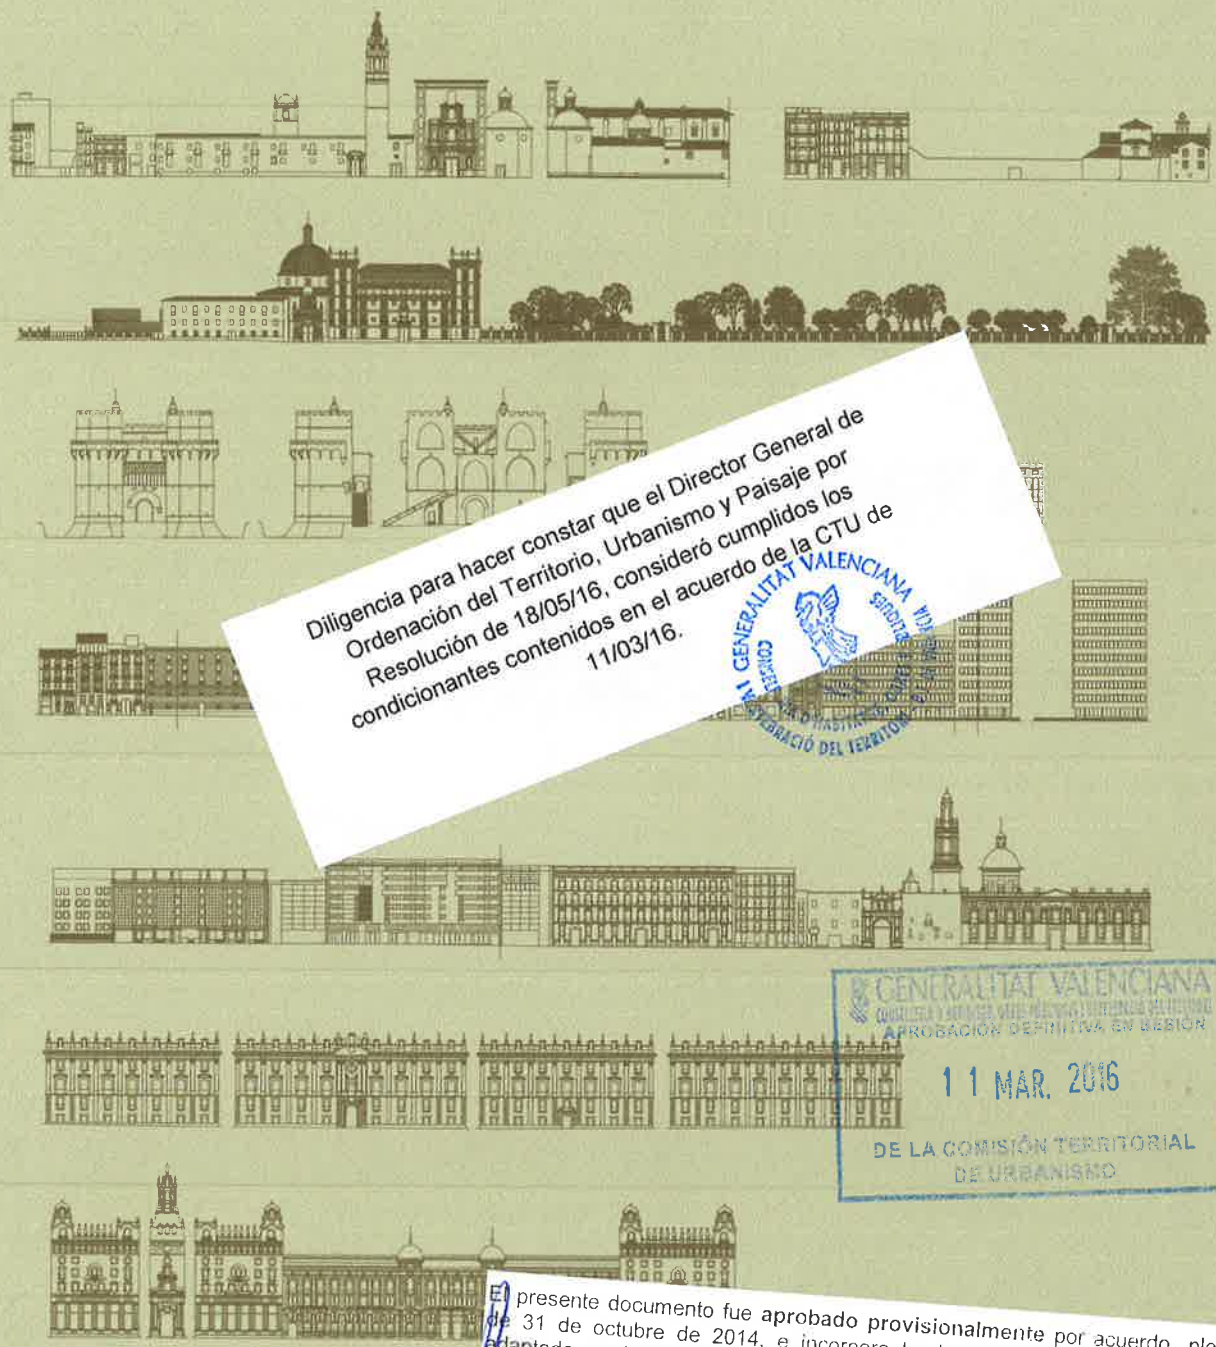 Diligencia para hacer constar que el Director General de
Ordenación del Territorio, Urbanismo y Paisaje por
Resolución de 18/05/16, consideró cumplidos los
condicionantes contenidos en el acuerdo de la CTU de
11/03/16.
GENERALITAT VALENCIANA
DEL TERRITORI
GENERALITAT VALENCIANA
APROBACIÓN DEFINITIVA EN SESIÓN
11 MAR. 2016
DE LA COMISIÓN TERRITORIAL
DE URBANISMO
El presente documento fue aprobado provisionalmente por acuerdo
de 31 de octubre de 2014, e incorpora